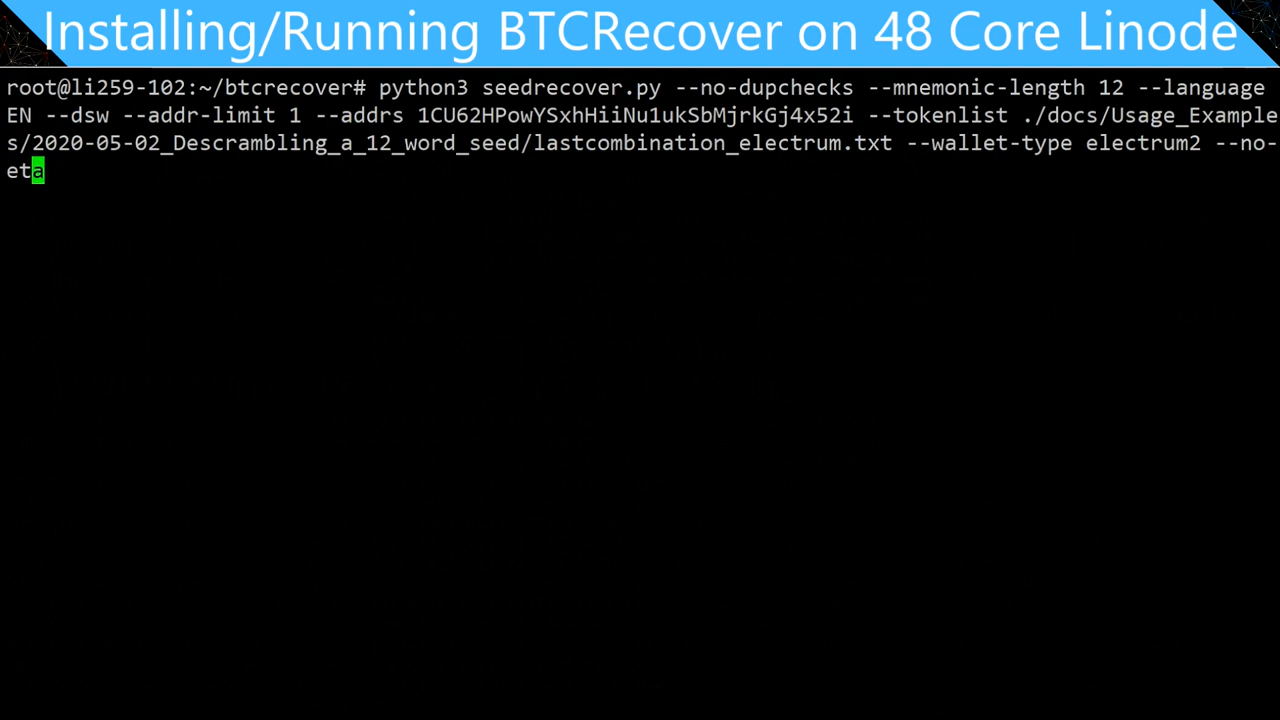 Installing/Running BTCRecover on 48 Core Linode
root@li259-102:~/btcrecover# python3 seedrecover.py --no-dupchecks --mnemonic-length 12 --language
EN --dsw --addr-limit 1 --addrs 1CU62HPowYSxhHiiNu1ukSbMjrkGj4x52i --tokenlist ./docs/Usage_Example
s/2020-05-02_Descrambling_a_12_word_seed/lastcombination_electrum.txt --wallet-type electrum2 --no-
eta